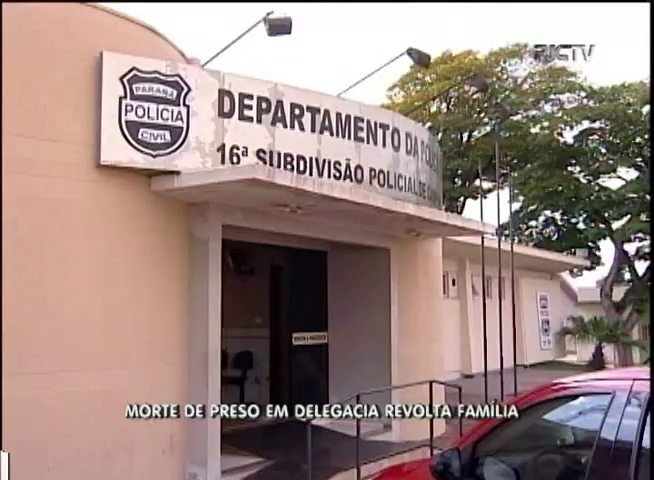 RICTV
PARANÁ
POLÍCIA
CIVIL
DEPARTAMENTO DA
16ª SUBDIVISÃO POLICIAL DE
MORTE DE PRESO EM DELEGACIA REVOLTA FAMÍLIA